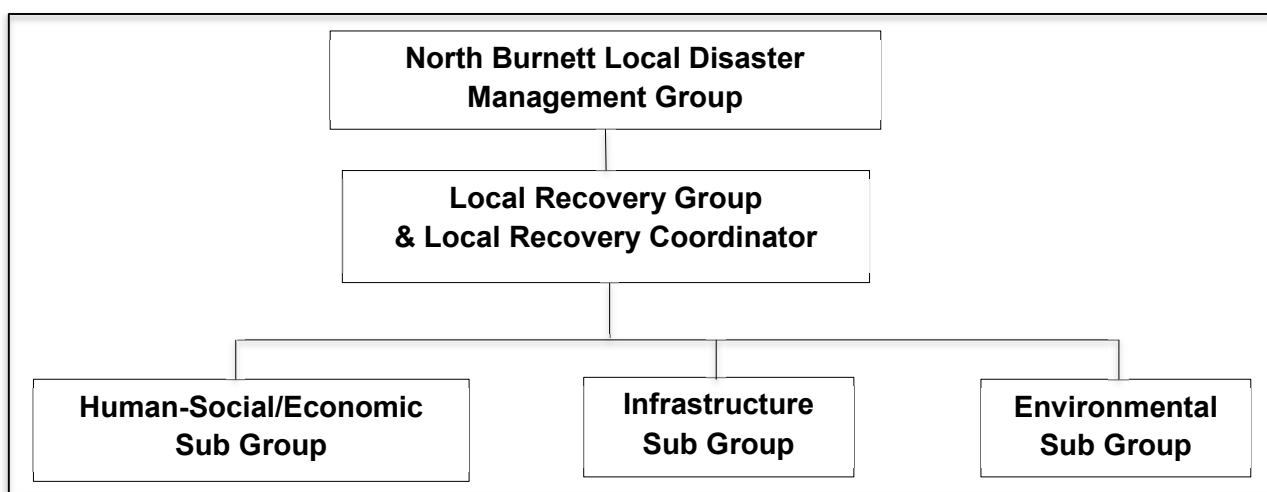 North Burnett Local Disaster
Management Group
Local Recovery Group
& Local Recovery Coordinator
Human-Social/Economic
Sub Group
Infrastructure
Sub Group
Environmental
Sub Group